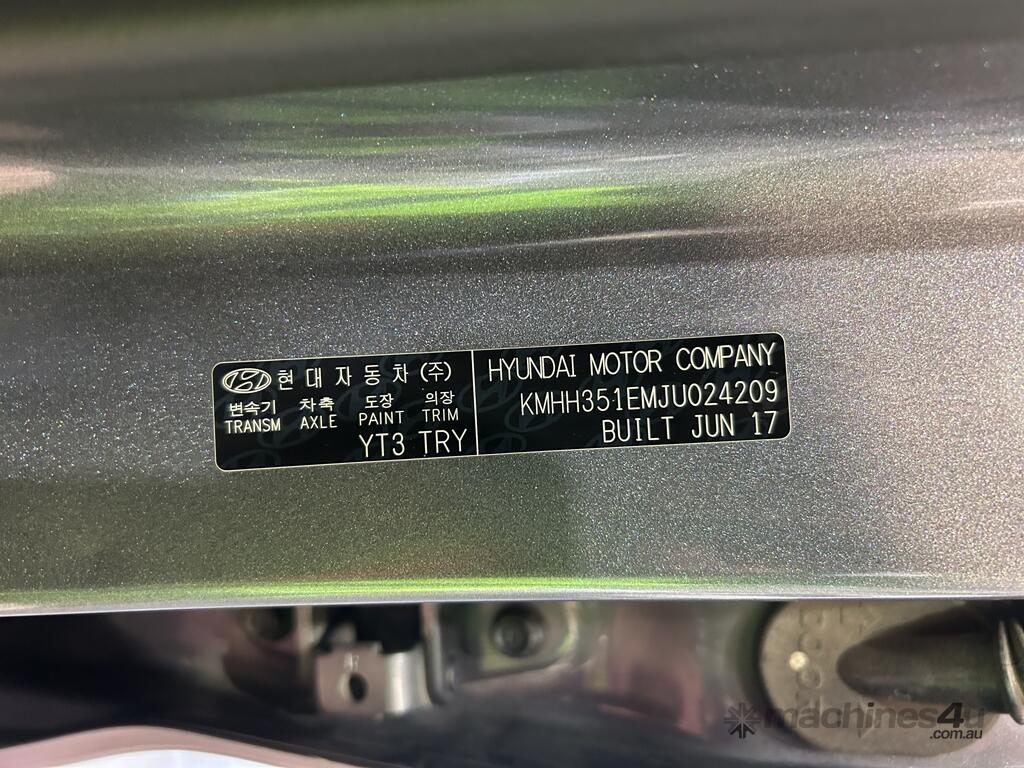 현대자동차(주)
변속기 차축 도장 의장
TRANSM AXLE PAINT TRIM
YT3 TRY
HYUNDAI MOTOR COMPANY
KMHH351EMJU024209
BUILT JUN 17
machines4u
.com.au